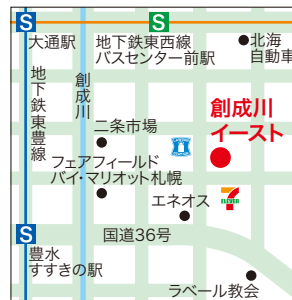 S
S
大通駅
地下鉄東西線
バスセンター前駅
北海
自動車
地下鉄東豊線
創成川
創成川
イースト
二条市場
フェアフィールド
バイ・マリオット札幌
エネオス
7
ELEVEn
S
国道36号
豊水
すすきの駅
ラベール教会